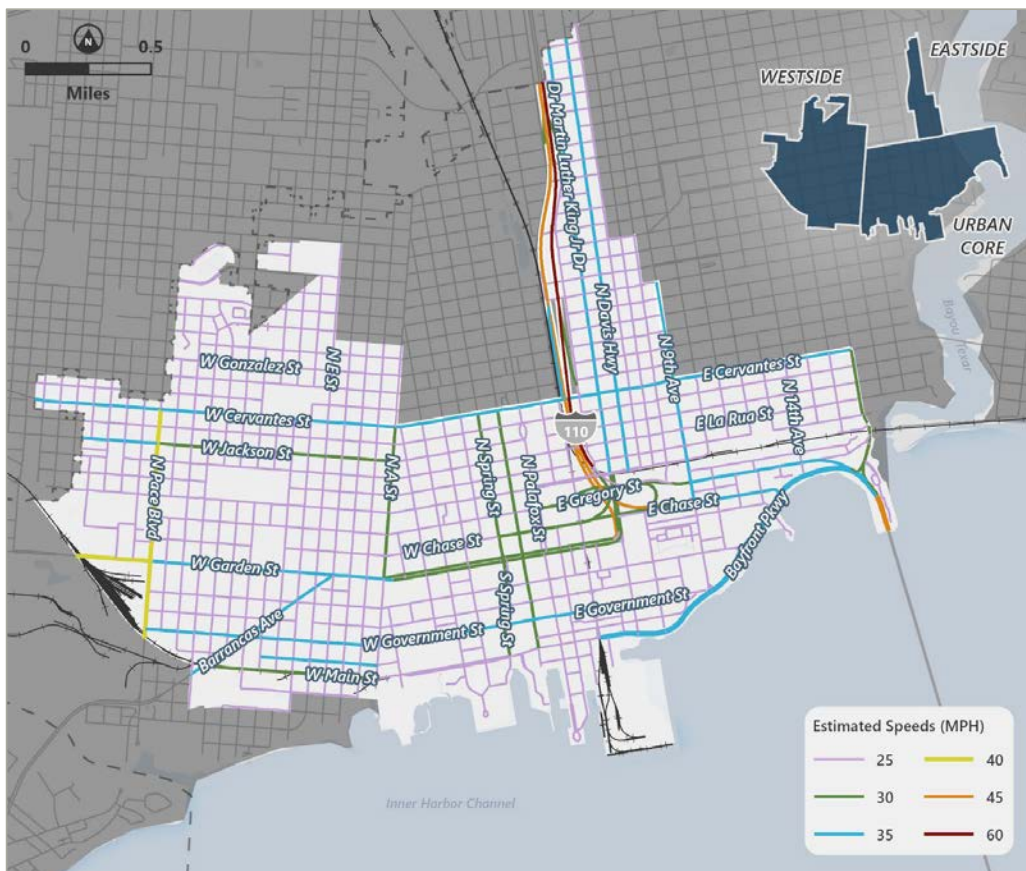 0
N
0.5
Miles
WESTSIDE
EASTSIDE
URBAN
CORE
Dr Martin Luther King Jr Dr
N Davis Hwy
N 9th Ave
E Cervantes St
Bayou Texar
N E St
W Gonzalez St
W Cervantes St
W Jackson St
N Pace Blvd
N A St
N Spring St
N Palafox St
110
E La Rua St
N 14th Ave
E Gregory St
E Chase St
W Chase St
Bayfront Pkwy
W Garden St
Barrancas Ave
W Government St
S Spring St
E Government St
W Main St
Inner Harbor Channel
Estimated Speeds (MPH)
25
40
30
45
35
60